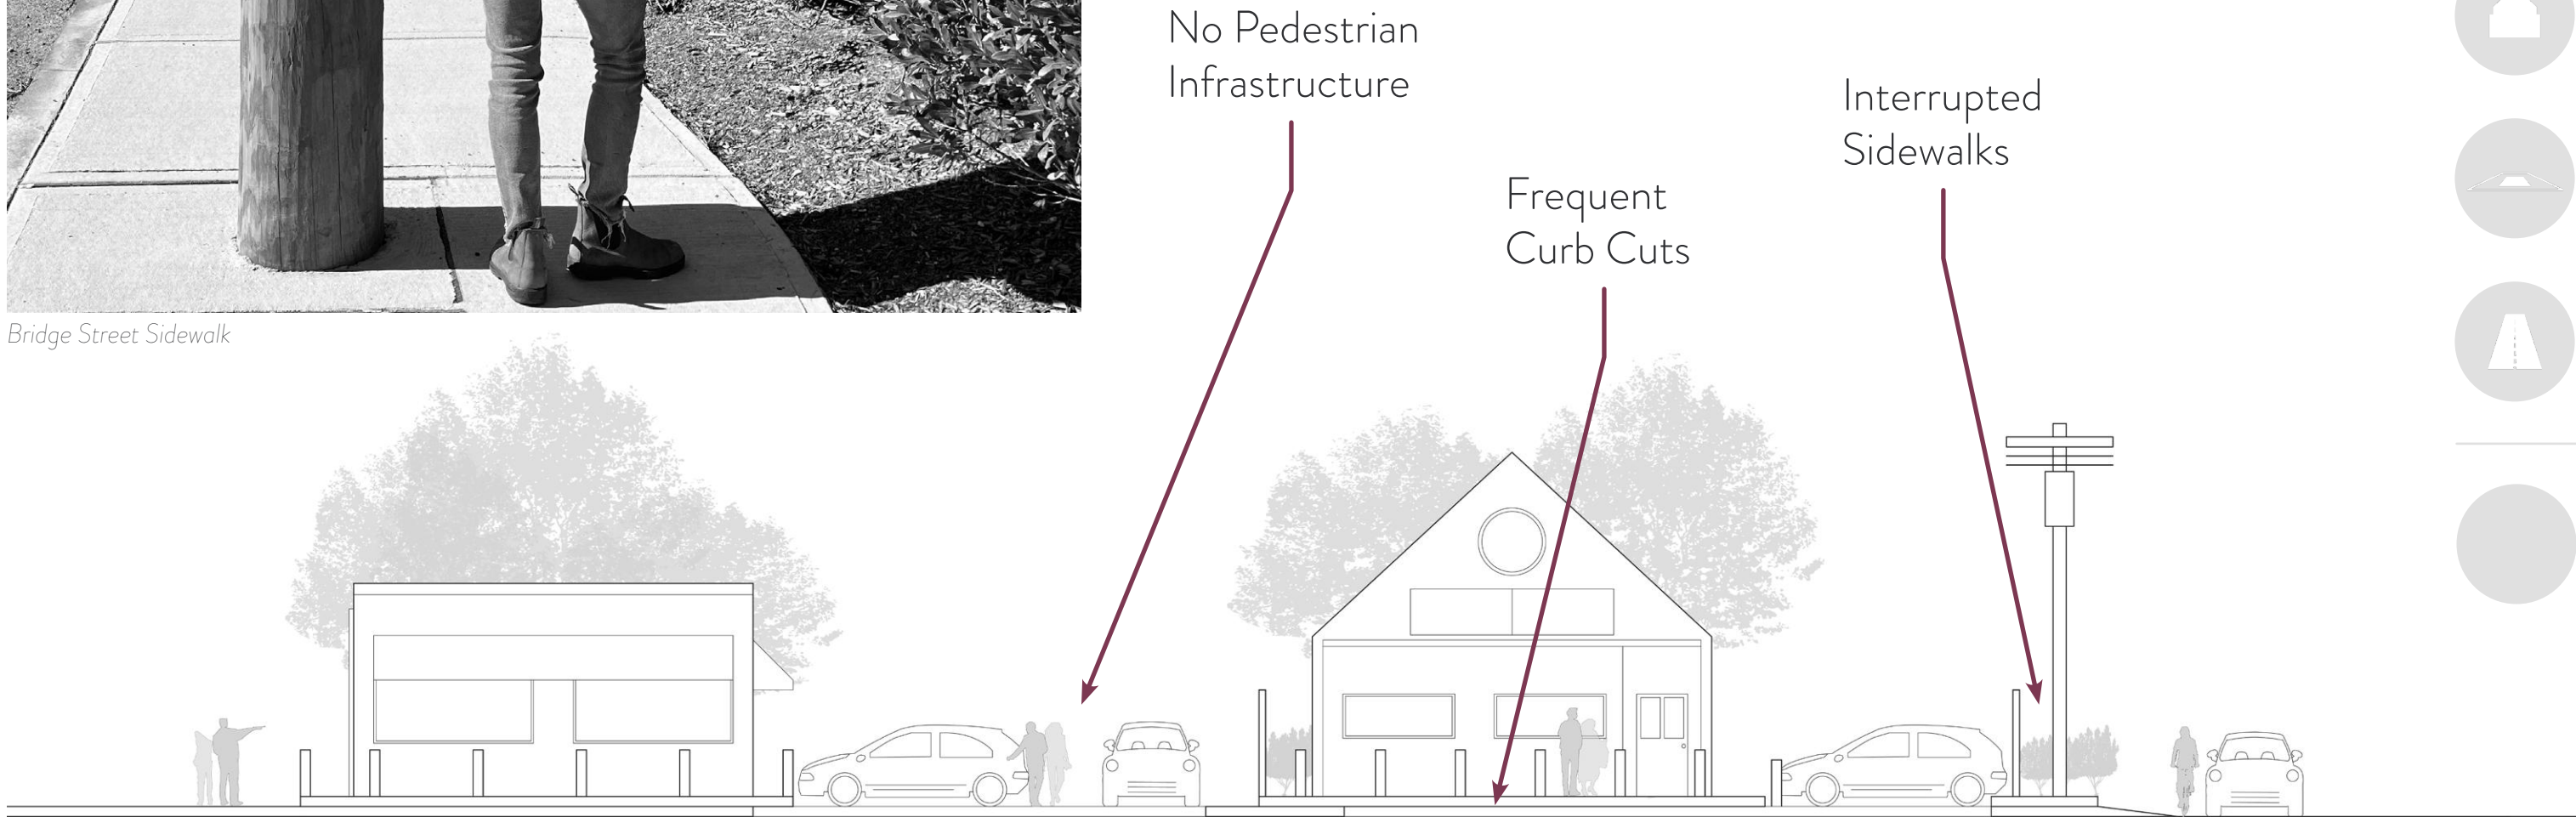 No Pedestrian
Infrastructure
Interrupted
Sidewalks
Frequent
Curb Cuts
Bridge Street Sidewalk